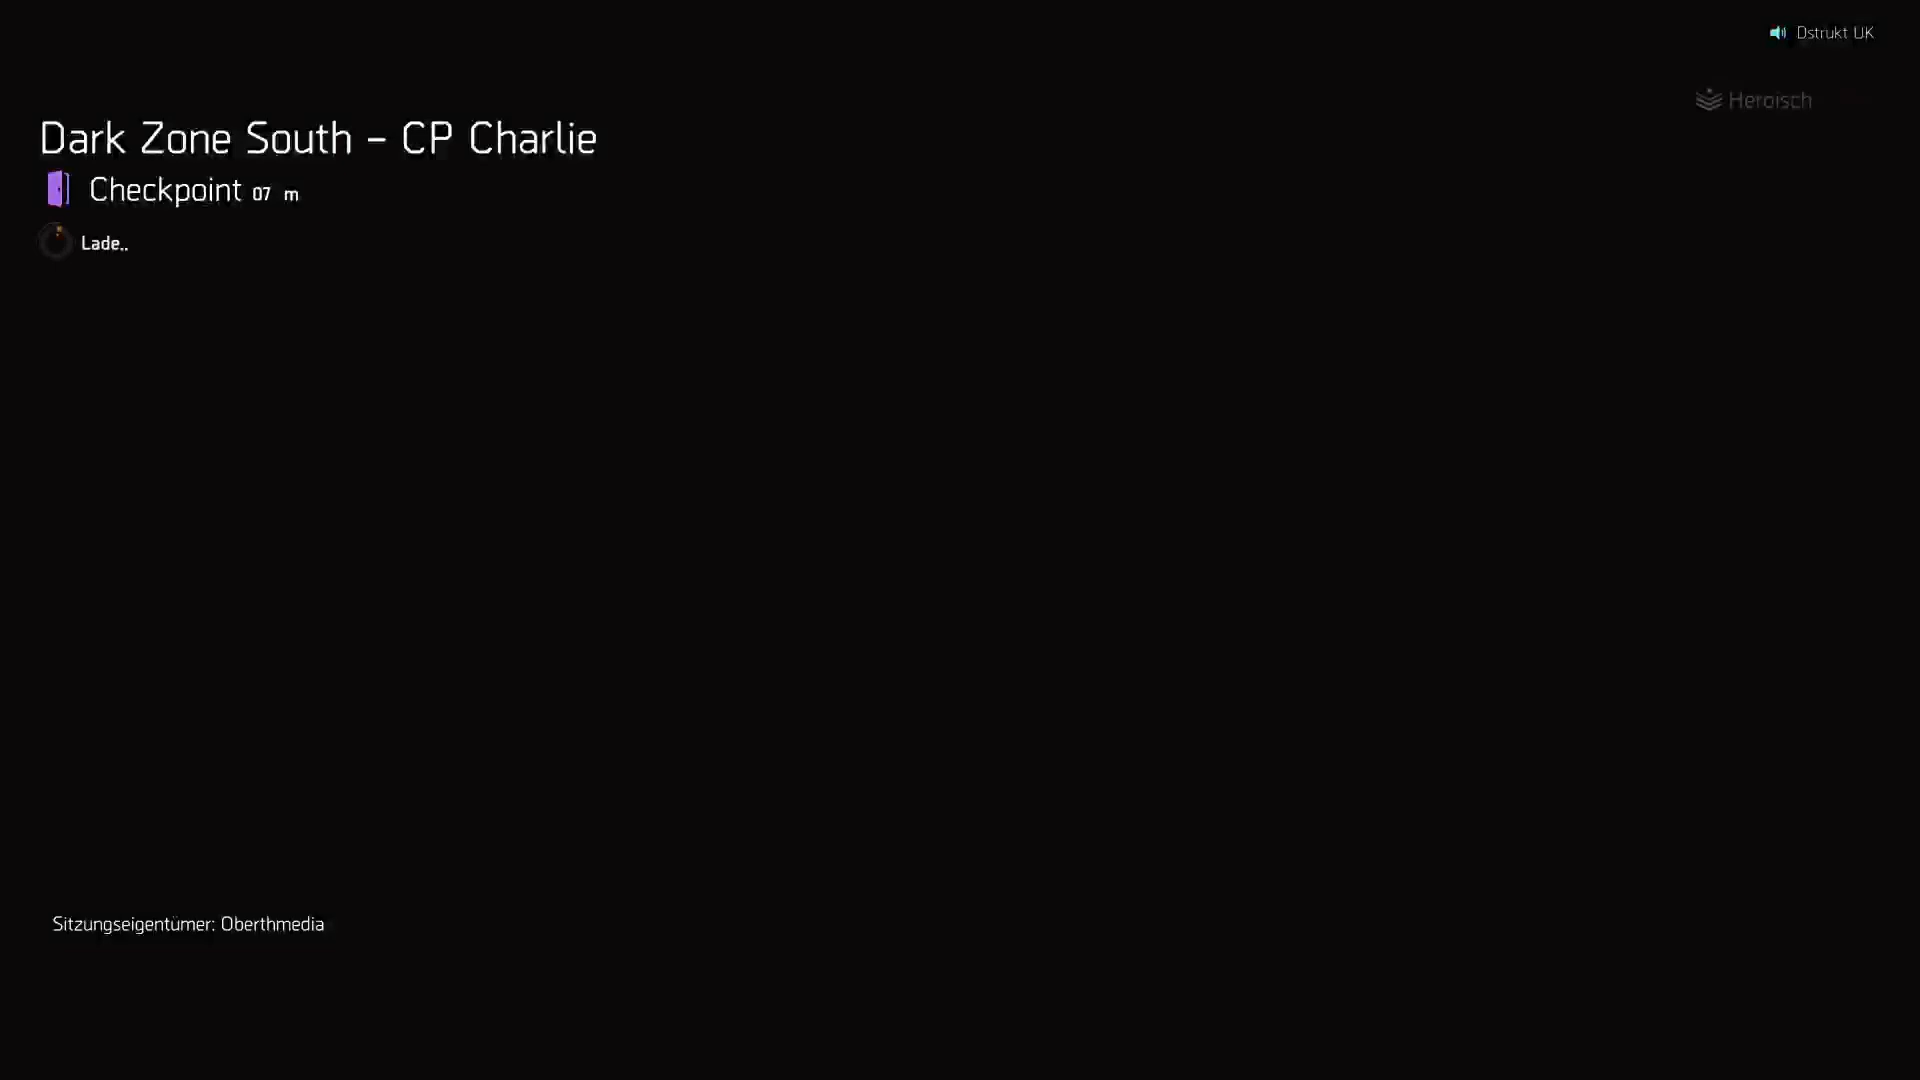 Dstrukt UK
Heroisch
Dark Zone South - CP Charlie
Checkpoint 07 m
Lade..
Sitzungseigentümer: Oberthmedia